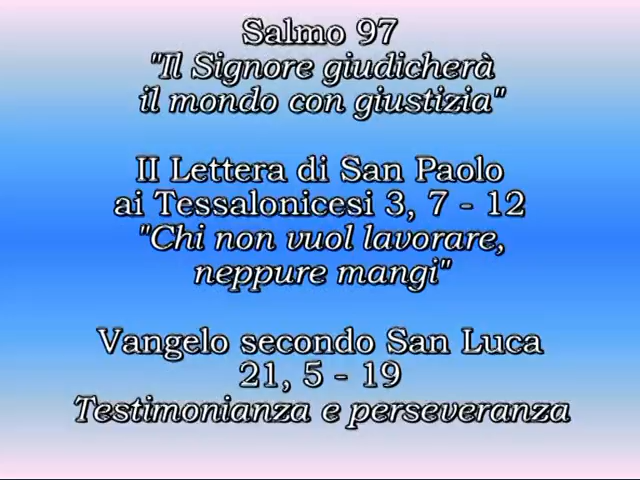 Salmo 97
"Il Signore giudicherà
il mondo con giustizia"
II Lettera di San Paolo
ai Tessalonicesi 3, 7 - 12
"Chi non vuol lavorare,
neppure mangi"
Vangelo secondo San Luca
21, 5 - 19
Testimonianza e perseveranza